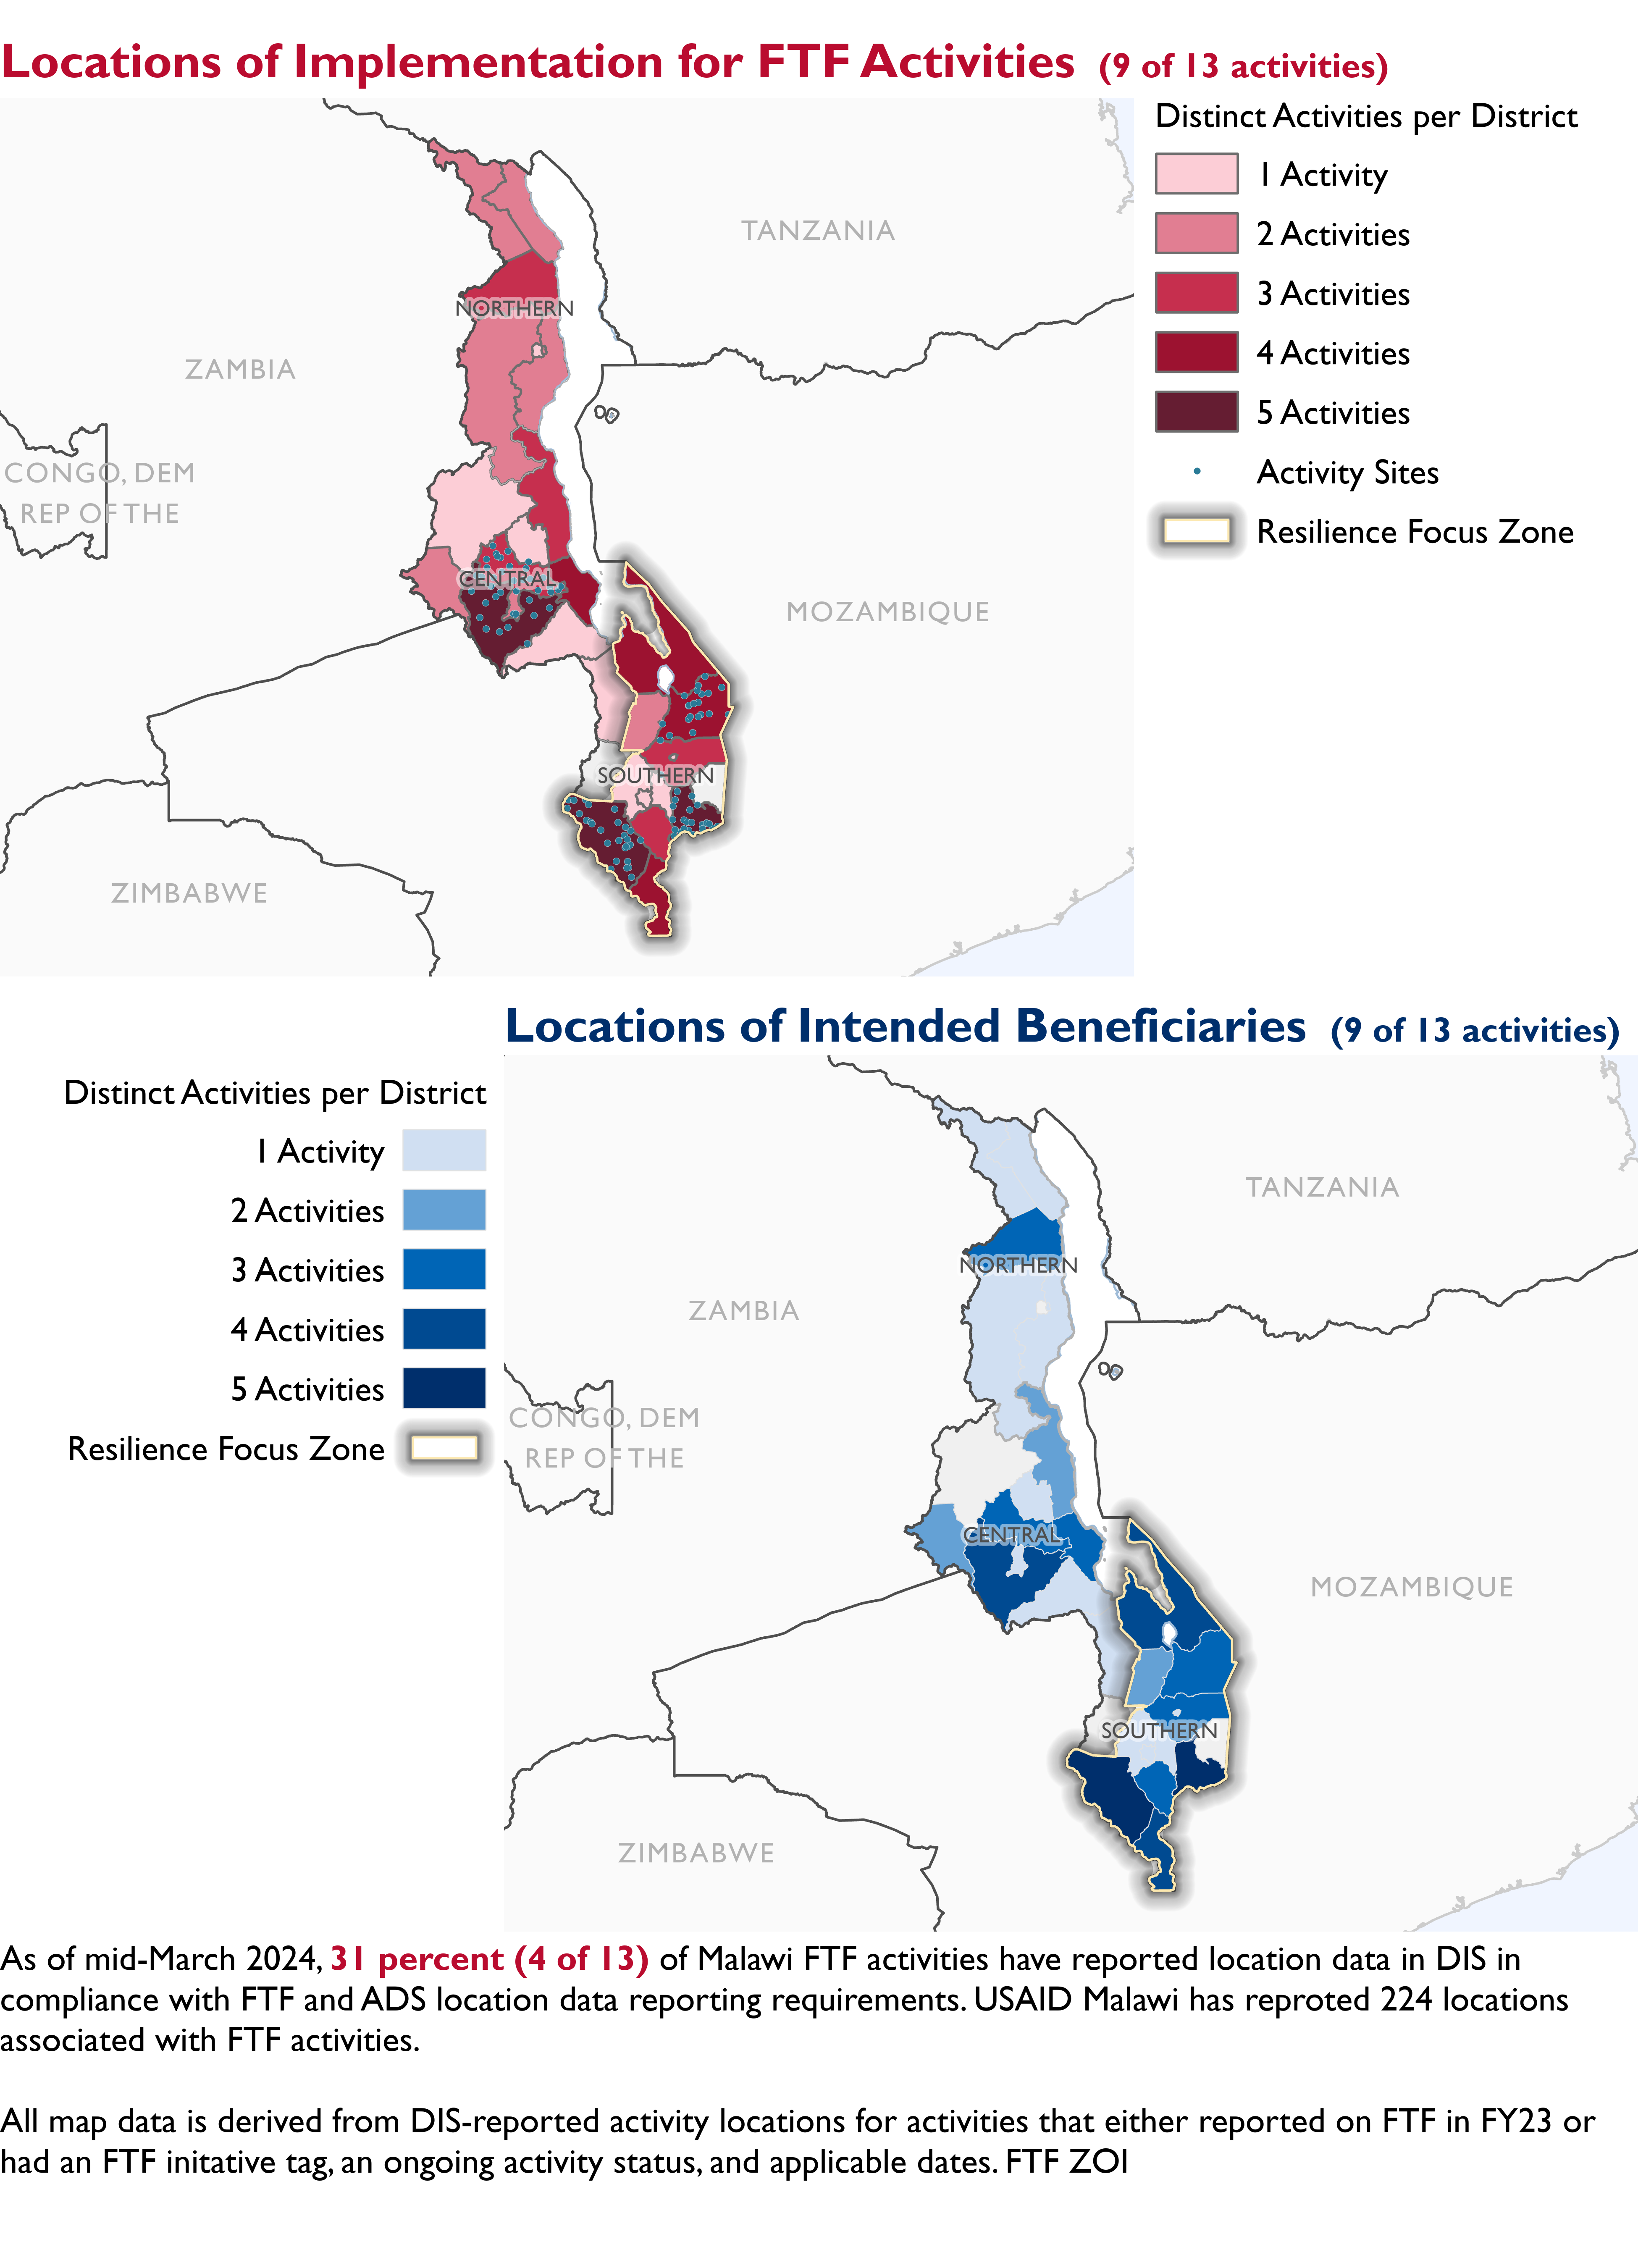 Locations of Implementation for FTF Activities (9 of 13 activities)
Distinct Activities per District
1 Activity
2 Activities
3 Activities
4 Activities
5 Activities
Activity Sites
Resilience Focus Zone
TANZANIA
NORTHERN
ZAMBIA
CONGO, DEM
REP OF THE
CENTRAL
MOZAMBIQUE
SOUTHERN
ZIMBABWE
Locations of Intended Beneficiaries (9 of 13 activities)
Distinct Activities per District
1 Activity
2 Activities
3 Activities
4 Activities
5 Activities
Resilience Focus Zone
TANZANIA
NORTHERN
ZAMBIA
CONGO, DEM
REP OF THE
CENTRAL
MOZAMBIQUE
SOUTHERN
ZIMBABWE
As of mid-March 2024, 31 percent (4 of 13) of Malawi FTF activities have reported location data in DIS in
compliance with FTF and ADS location data reporting requirements. USAID Malawi has reproted 224 locations
associated with FTF activities.
All map data is derived from DIS-reported activity locations for activities that either reported on FTF in FY23 or
had an FTF initative tag, an ongoing activity status, and applicable dates. FTF ZOI